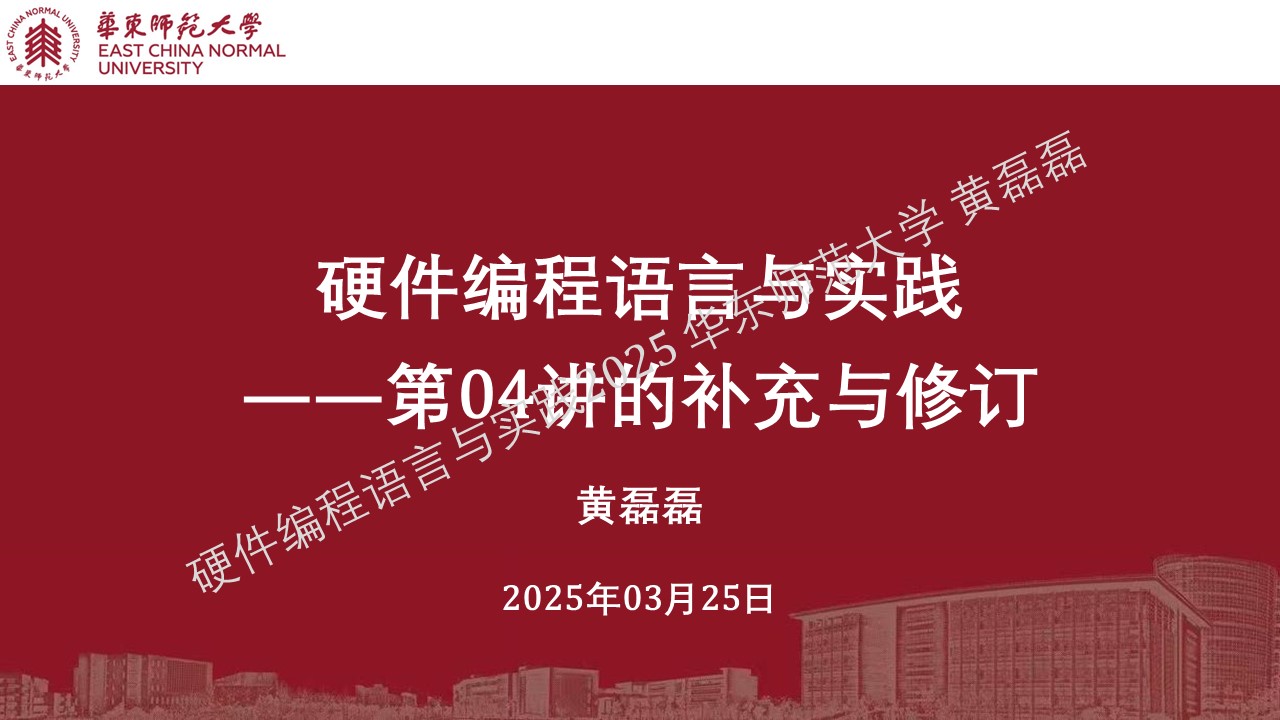 EAST CHINA NORMAL UNIVERSITY
華東師範大學
華東師範大學
EAST CHINA NORMAL
UNIVERSITY
硬件编程语言与实践
——第04讲的补充与修订
黄磊磊
2025年03月25日
硬件编程语言与实践2025 华东师范大学 黄磊磊